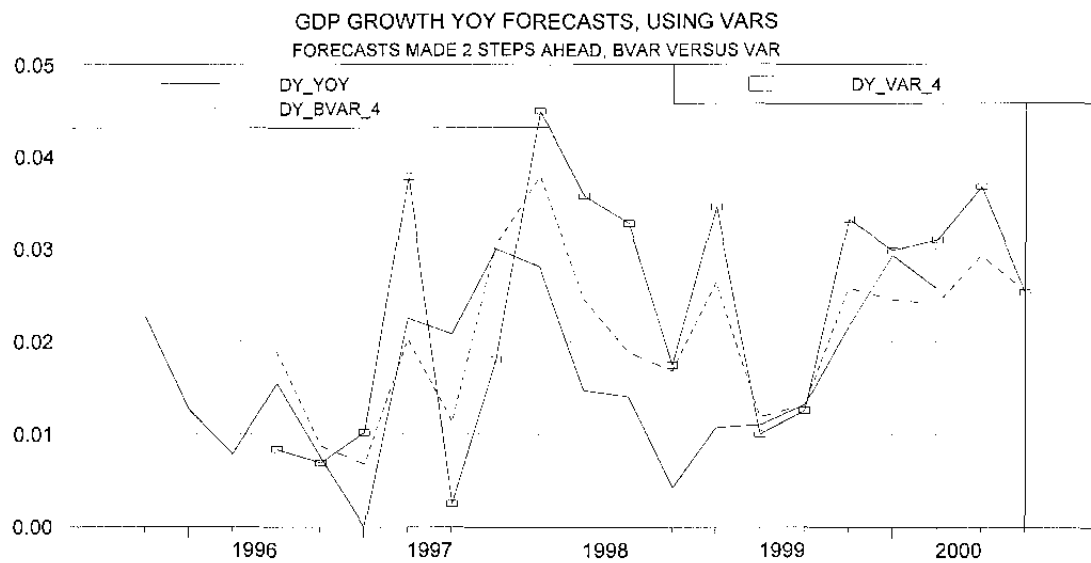 GDP GROWTH YOY FORECASTS, USING VARS
FORECASTS MADE 2 STEPS AHEAD, BVAR VERSUS VAR
0.05
DY_YOY DY_VAR_4
DY_BVAR_4
0.04
0.03
0.02
0.01
0.00
1996 1997 1998 1999 2000